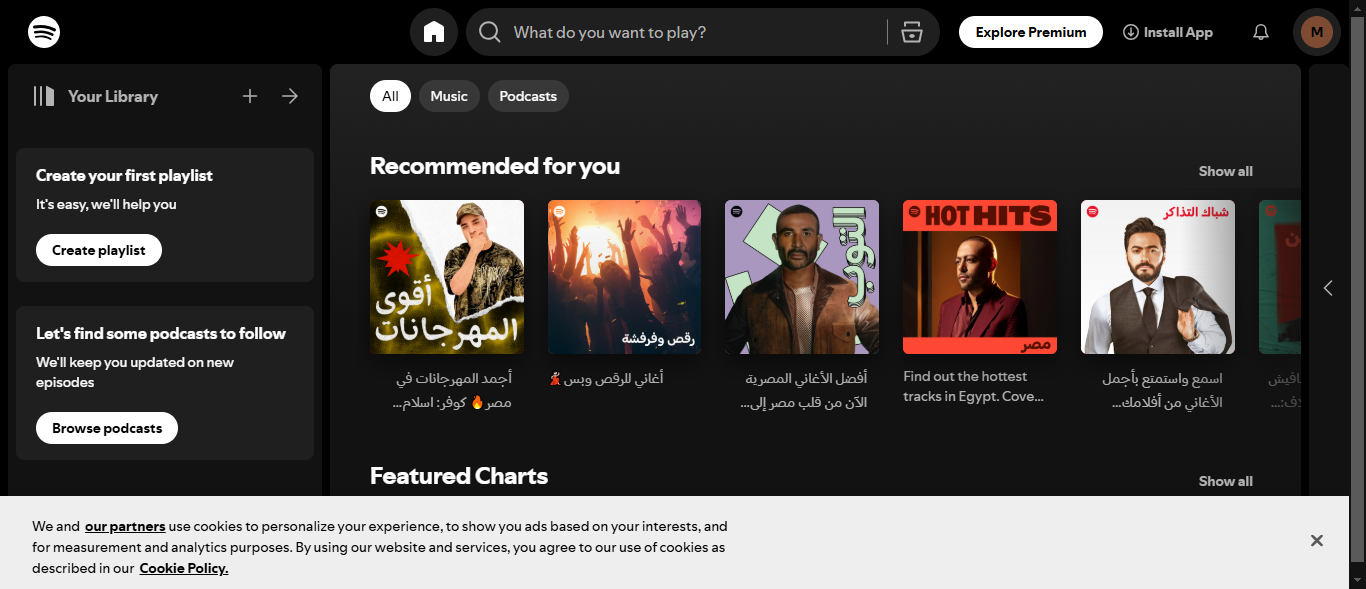 What do you want to play?
Explore Premium
Install App
M
Your Library
Create your first playlist
It's easy, we'll help you
Create playlist
Let's find some podcasts to follow
We'll keep you updated on new
episodes
Browse podcasts
All
Music
Podcasts
Recommended for you
Show all
أقوى
المهرجانات
أجمد المهرجانات في
مصر🔥 كوفر: اسلام...
رقص وفرفشة
أغاني للرقص وبس💃
التوب
أفضل الأغاني المصرية
الآن من قلب مصر إلى...
HOT HITS
مصر
Find out the hottest
tracks in Egypt. Cove...
شباك التذاكر
اسمع واستمتع بأجمل
الأغاني من أفلامك...
Featured Charts
Show all
We and our partners use cookies to personalize your experience, to show you ads based on your interests, and
for measurement and analytics purposes. By using our website and services, you agree to our use of cookies as
described in our Cookie Policy.